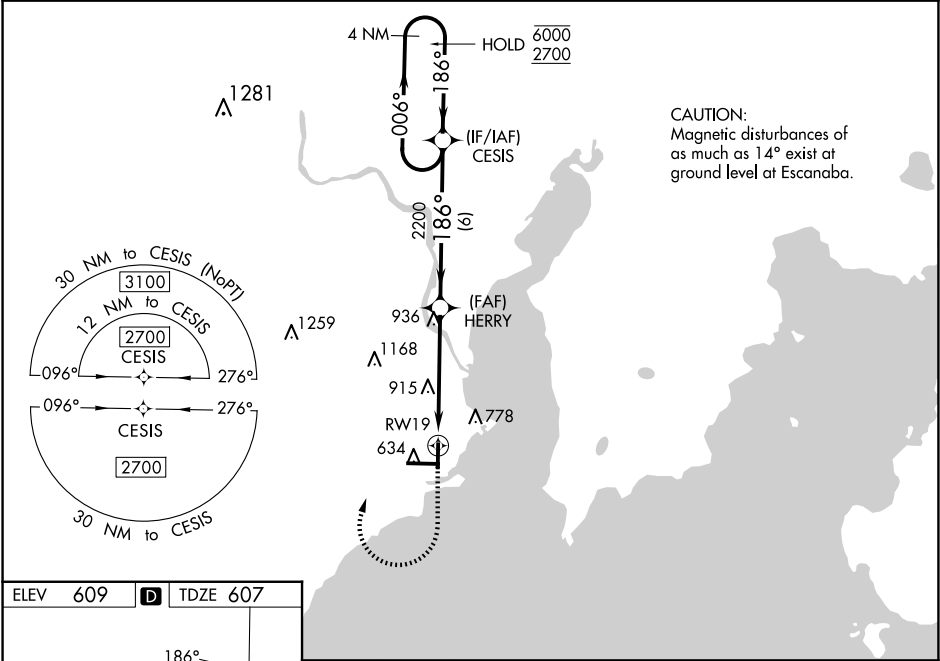 4 NM
HOLD 6000
2700
186°
006°
1281
(IF/IAF)
CESIS
CAUTION:
Magnetic disturbances of
as much as 14° exist at
ground level at Escanaba.
2200
186°
(6)
30 NM to CESIS (NoPT)
3100
12 NM to CESIS
2700
CESIS
096°
276°
096°
276°
CESIS
2700
30 NM to CESIS
(FAF)
HERRY
936
1259
1168
915
778
RW19
634
ELEV 609 D TDZE 607
186°